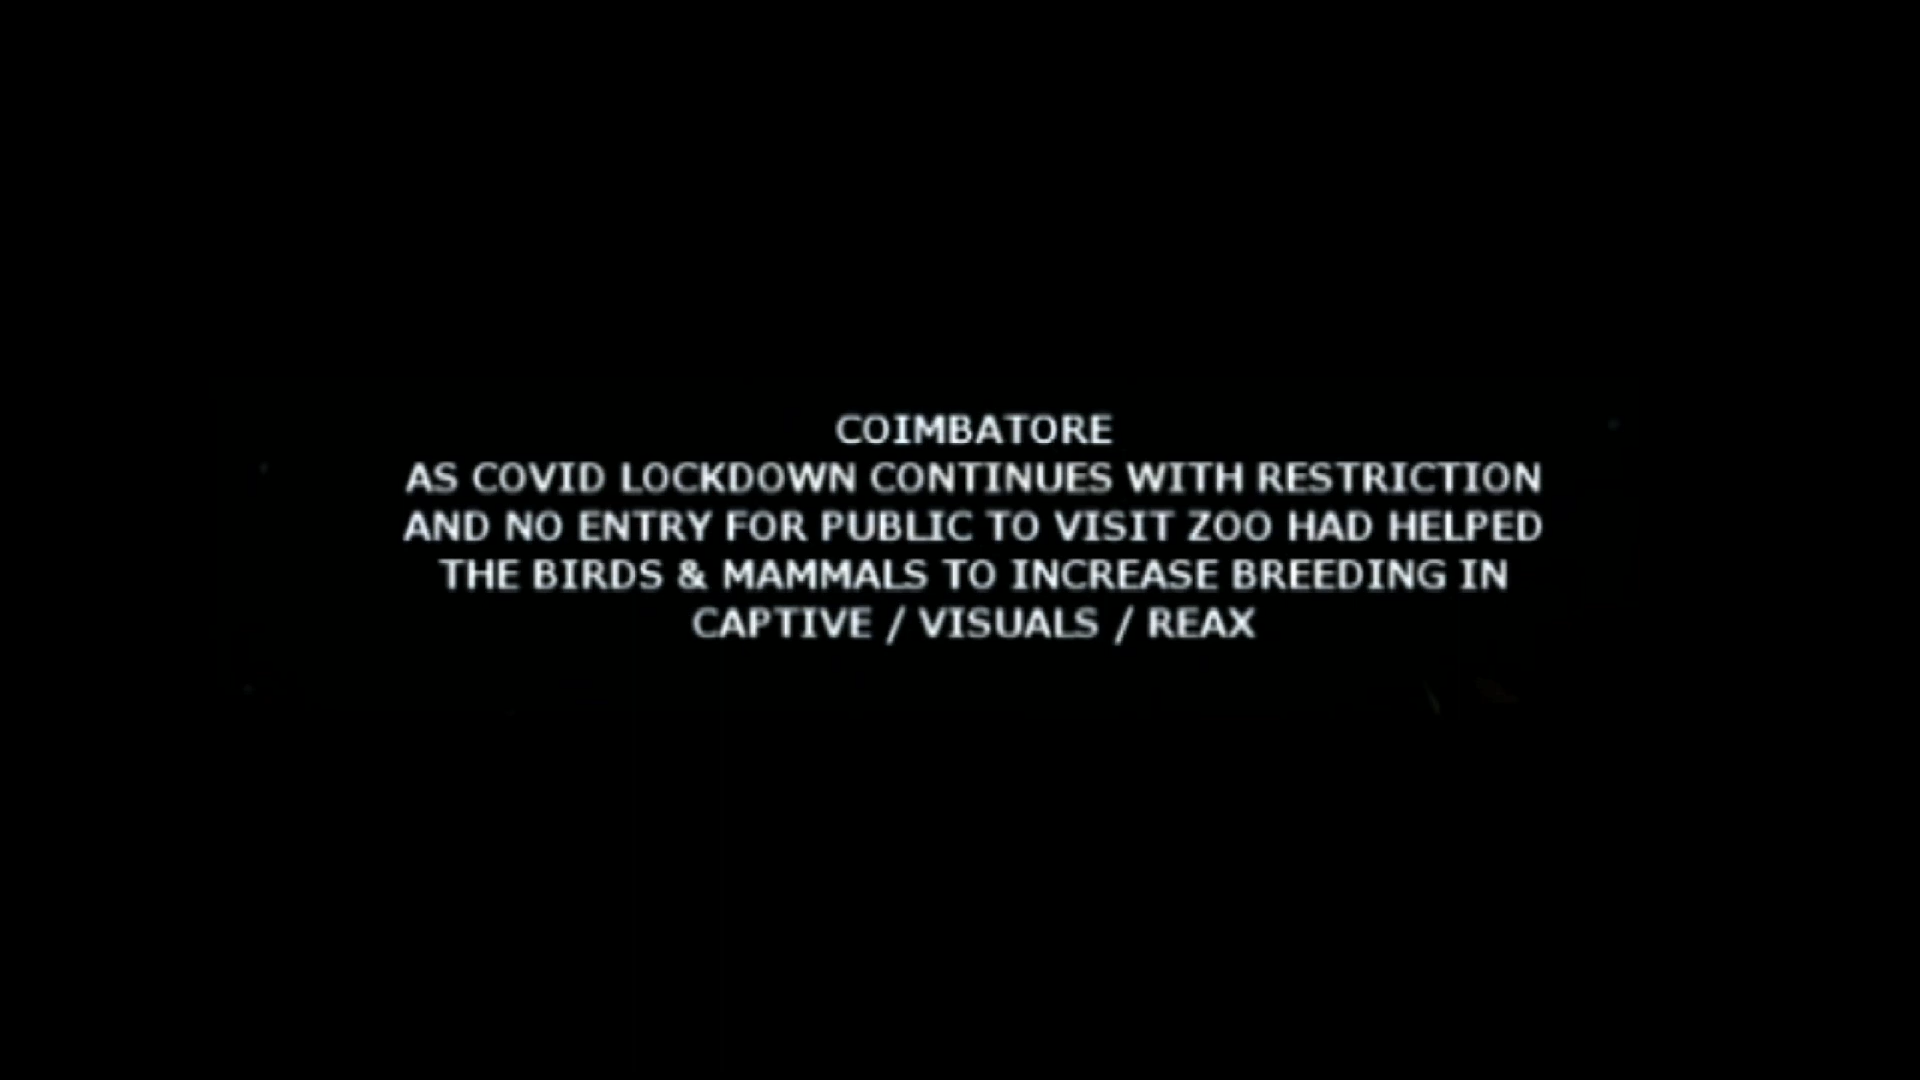 COIMBATORE
AS COVID LOCKDOWN CONTINUES WITH RESTRICTION
AND NO ENTRY FOR PUBLIC TO VISIT ZOO HAD HELPED
THE BIRDS & MAMMALS TO INCREASE BREEDING IN
CAPTIVE / VISUALS / REAX